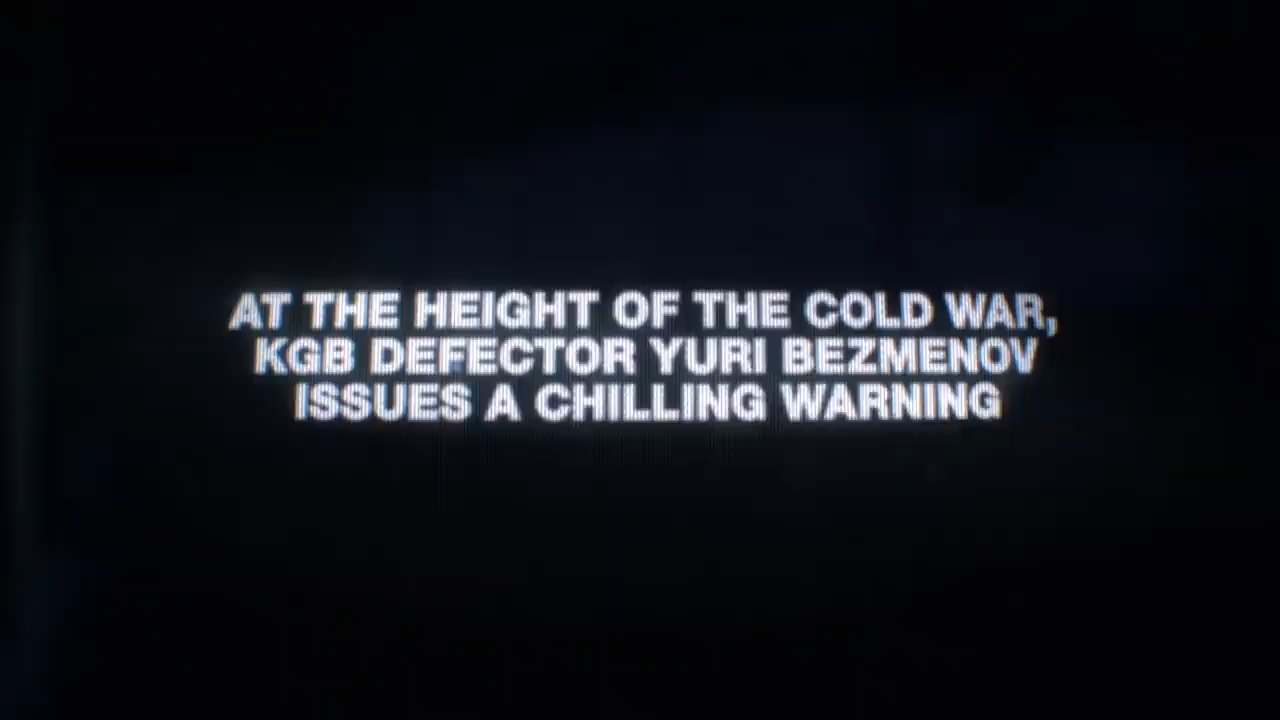 AT THE HEIGHT OF THE COLD WAR,
KGB DEFECTOR YURI BEZMENOV
ISSUES A CHILLING WARNING